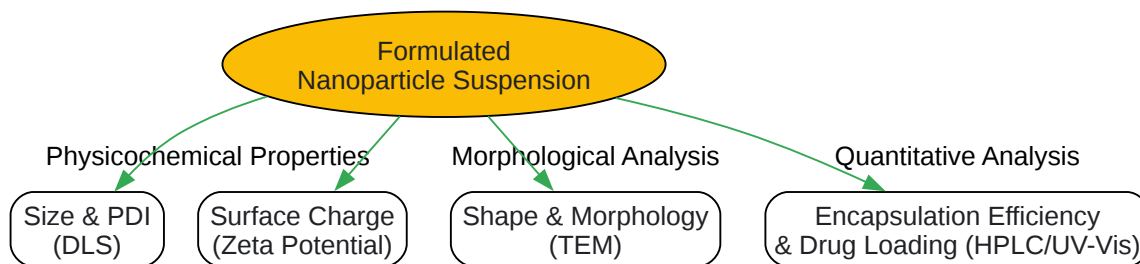 Formulated
Nanoparticle Suspension
Physicochemical Properties
Morphological Analysis
Quantitative Analysis
Size & PDI
(DLS)
Surface Charge
(Zeta Potential)
Shape & Morphology
(TEM)
Encapsulation Efficiency
& Drug Loading (HPLC/UV-Vis)